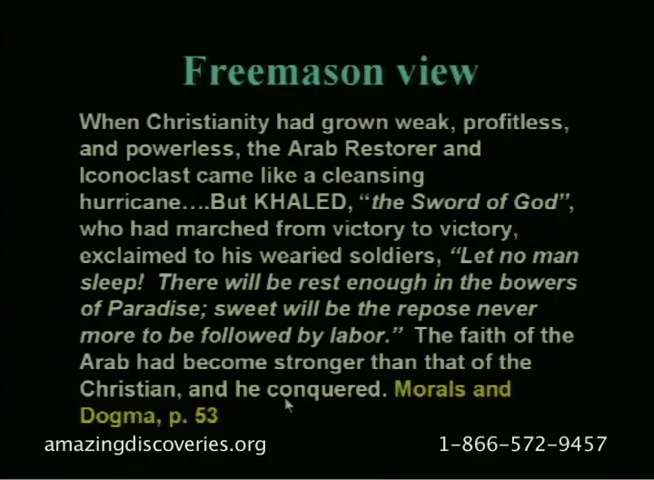 Freemason view
When Christianity had grown weak, profitless,
and powerless, the Arab Restorer and
Iconoclast came like a cleansing
hurricane….But KHALED, “the Sword of God”,
who had marched from victory to victory,
exclaimed to his wearied soldiers, “Let no man
sleep!  There will be rest enough in the bowers
of Paradise; sweet will be the repose never
more to be followed by labor.”  The faith of the
Arab had become stronger than that of the
Christian, and he conquered. Morals and
Dogma, p. 53
amazingdiscoveries.org
1-866-572-9457